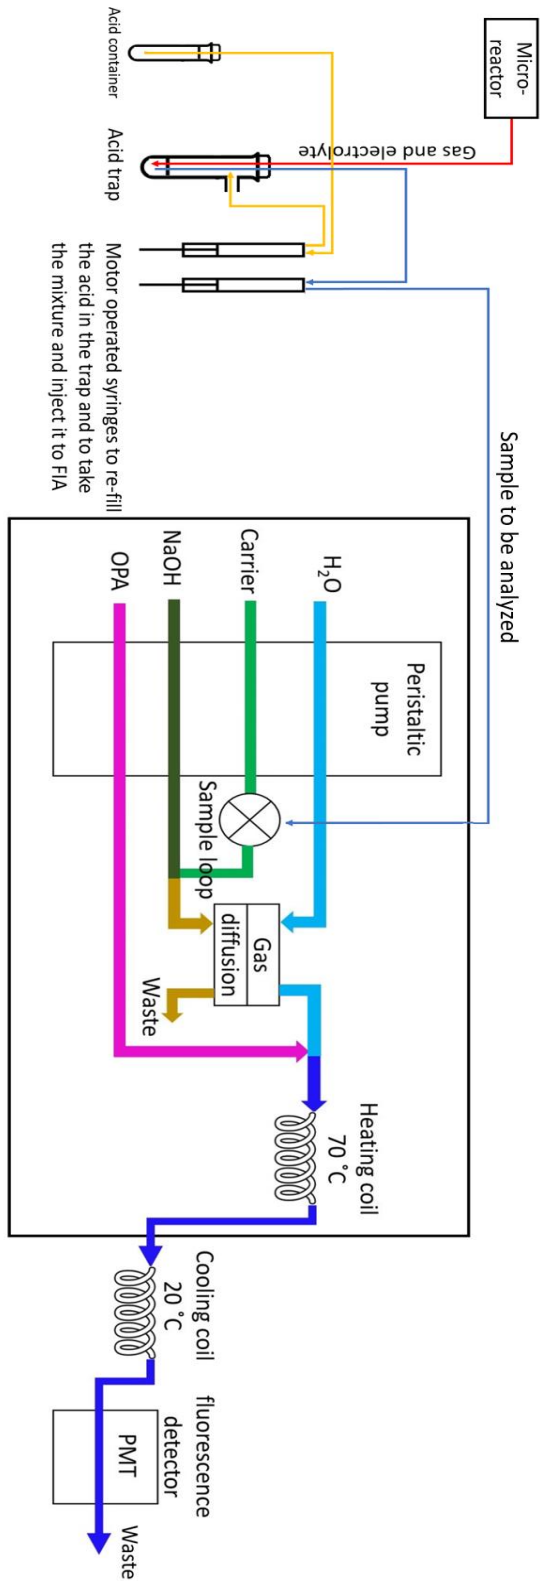 Micro-
reactor
Gas and electrolyte
Acid container
Acid trap
Motor operated syringes to re-fill
the acid in the trap and to take
the mixture and inject it to FIA
Sample to be analyzed
Peristaltic
pump
H₂O
Carrier
NaOH
OPA
Sample loop
Gas
diffusion
Waste
Heating coil
70 ˚C
Cooling coil
20 ˚C
fluorescence
detector
PMT
Waste